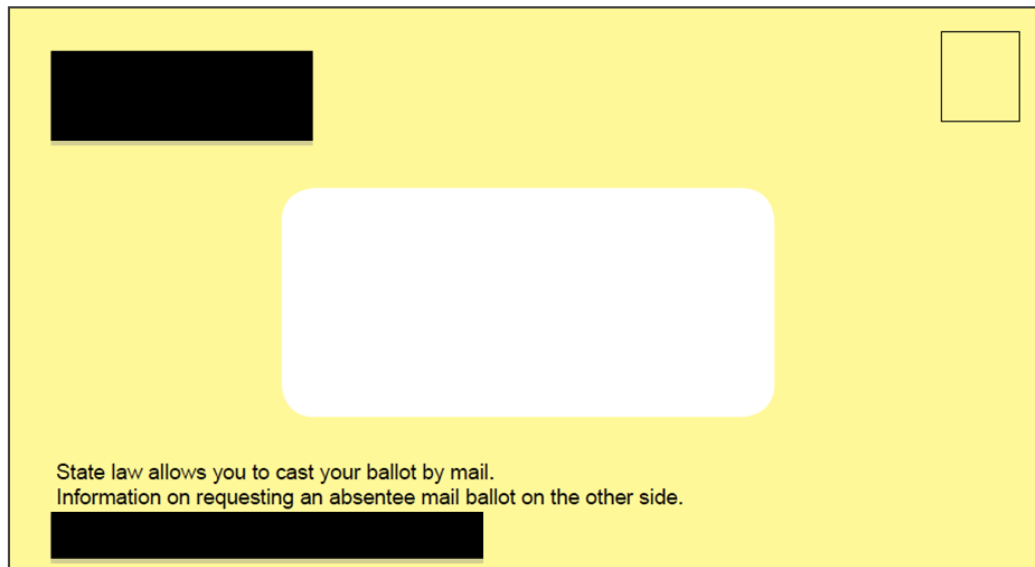 State law allows you to cast your ballot by mail.
Information on requesting an absentee mail ballot on the other side.